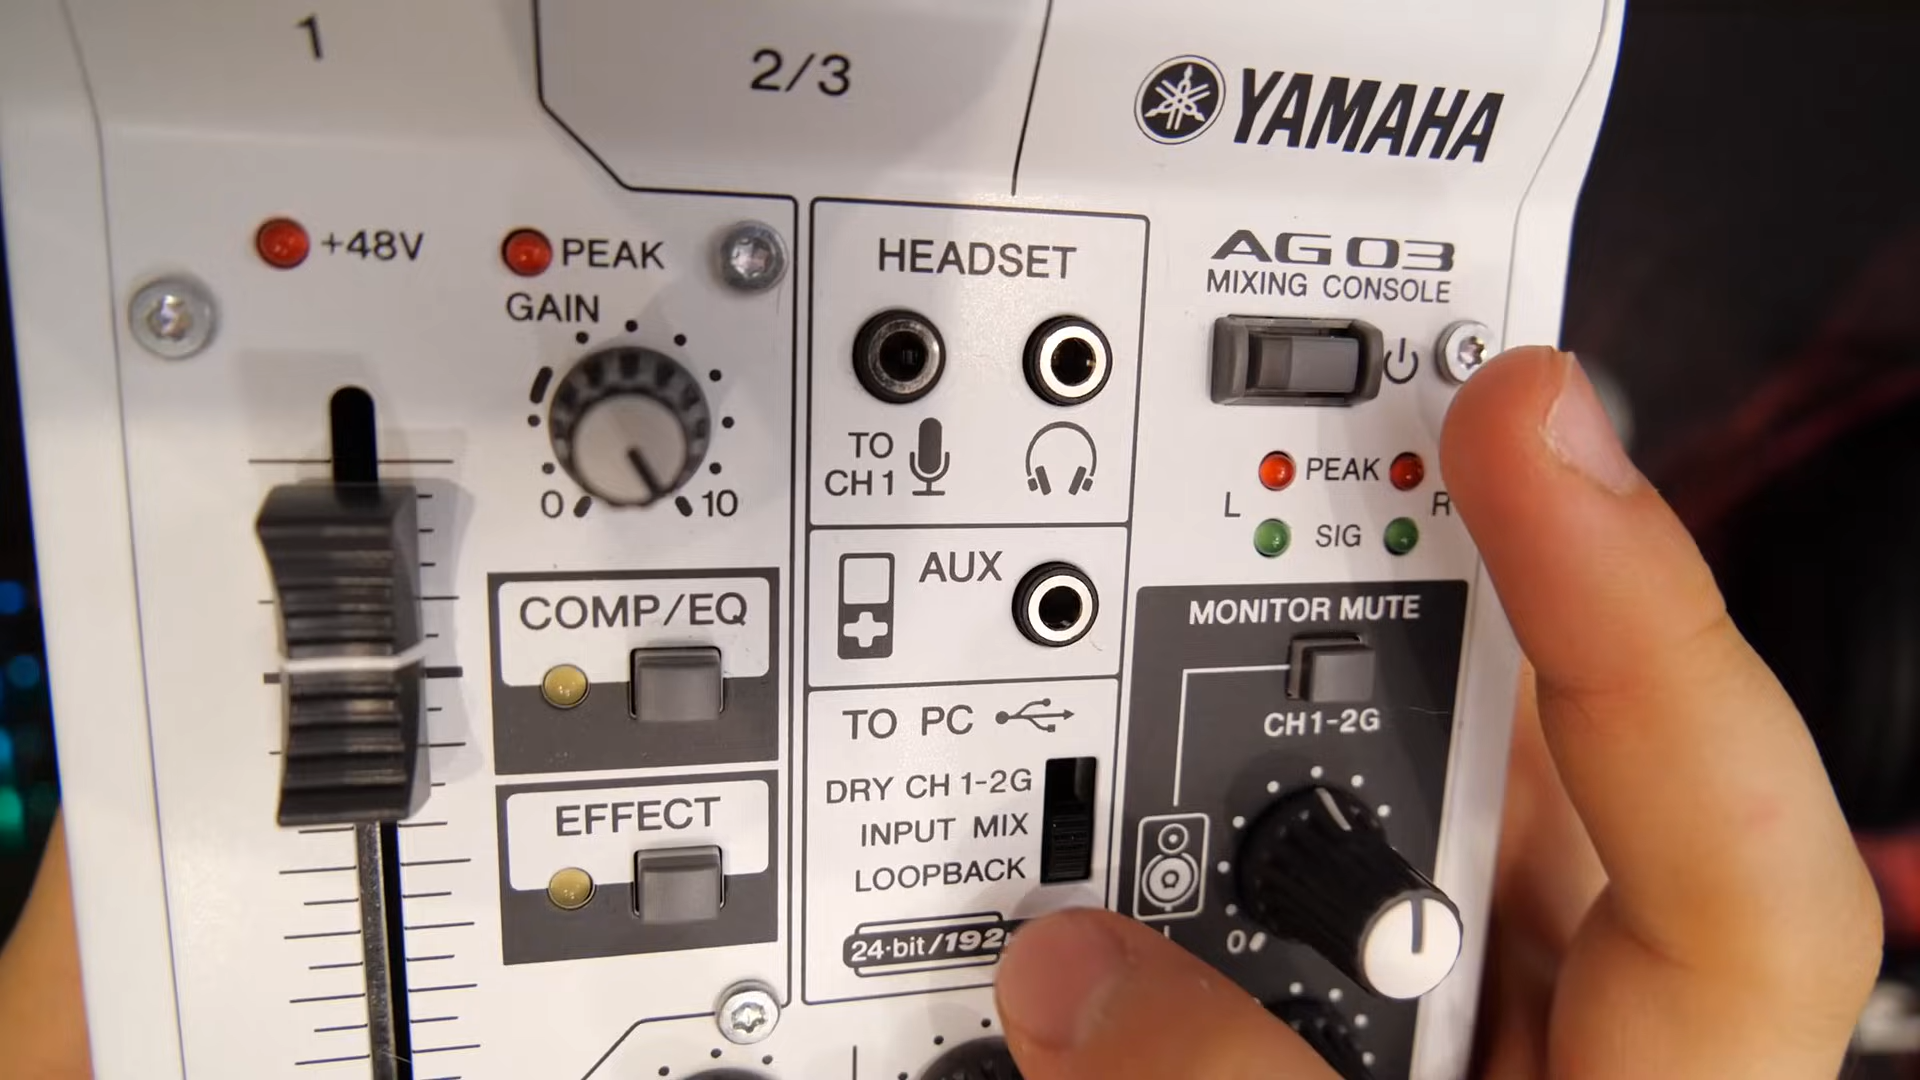 1
2/3
YAMAHA
+48V
PEAK
GAIN
0
10
HEADSET
TO
CH 1
AG03
MIXING CONSOLE
PEAK
L
R
SIG
COMP/EQ
AUX
MONITOR MUTE
CH1-2G
0
EFFECT
TO PC
DRY CH 1-2G
INPUT MIX
LOOPBACK
24-bit/192